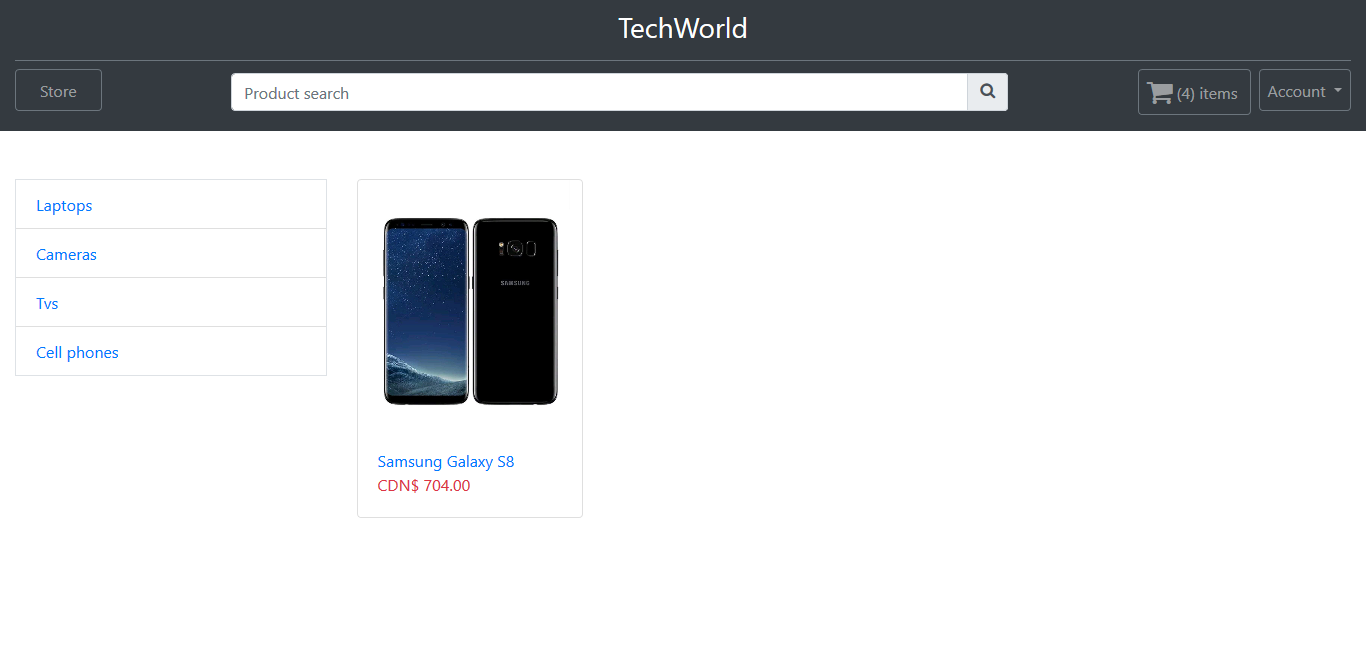 TechWorld
Store
Product search
(4) items
Account
Laptops
Cameras
Tvs
Cell phones
SAMSUNG
Samsung Galaxy S8
CDN$ 704.00